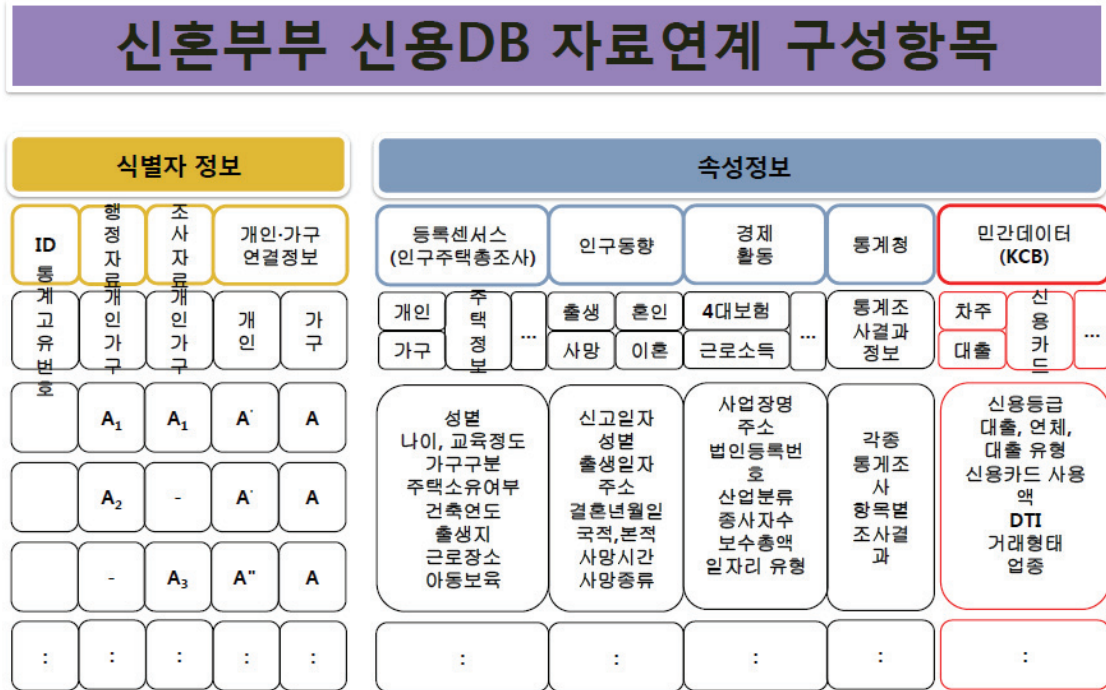 신혼부부 신용DB 자료연계 구성항목
식별자 정보
속성정보
ID
통계고유번호
행정자료
조사자료
개인·가구
연결정보
개인가구
개인가구
개인
가구
A1
A1
A'
A
A2
-
A'
A
-
A3
A"
A
:
:
:
:
:
등록센서스
(인구주택총조사)
인구동향
경제
활동
통계청
민간데이터
(KCB)
개인
가구
주택정보
...
출생
혼인
사망
이혼
4대보험
근로소득
...
통계조
사결과
정보
차주
대출
신용카드
...
성별
나이, 교육정도
가구구분
주택소유여부
건축연도
출생지
근로장소
아동보육
신고일자
성별
출생일자
주소
결혼년월일
국적,본적
사망시간
사망종류
사업장명
주소
법인등록번
호
산업분류
종사자수
보수총액
일자리 유형
각종
통계조
사
항목별
조사결
과
신용등급
대출, 연체,
대출 유형
신용카드 사용
액
DTI
거래형태
업종
:
:
:
:
: